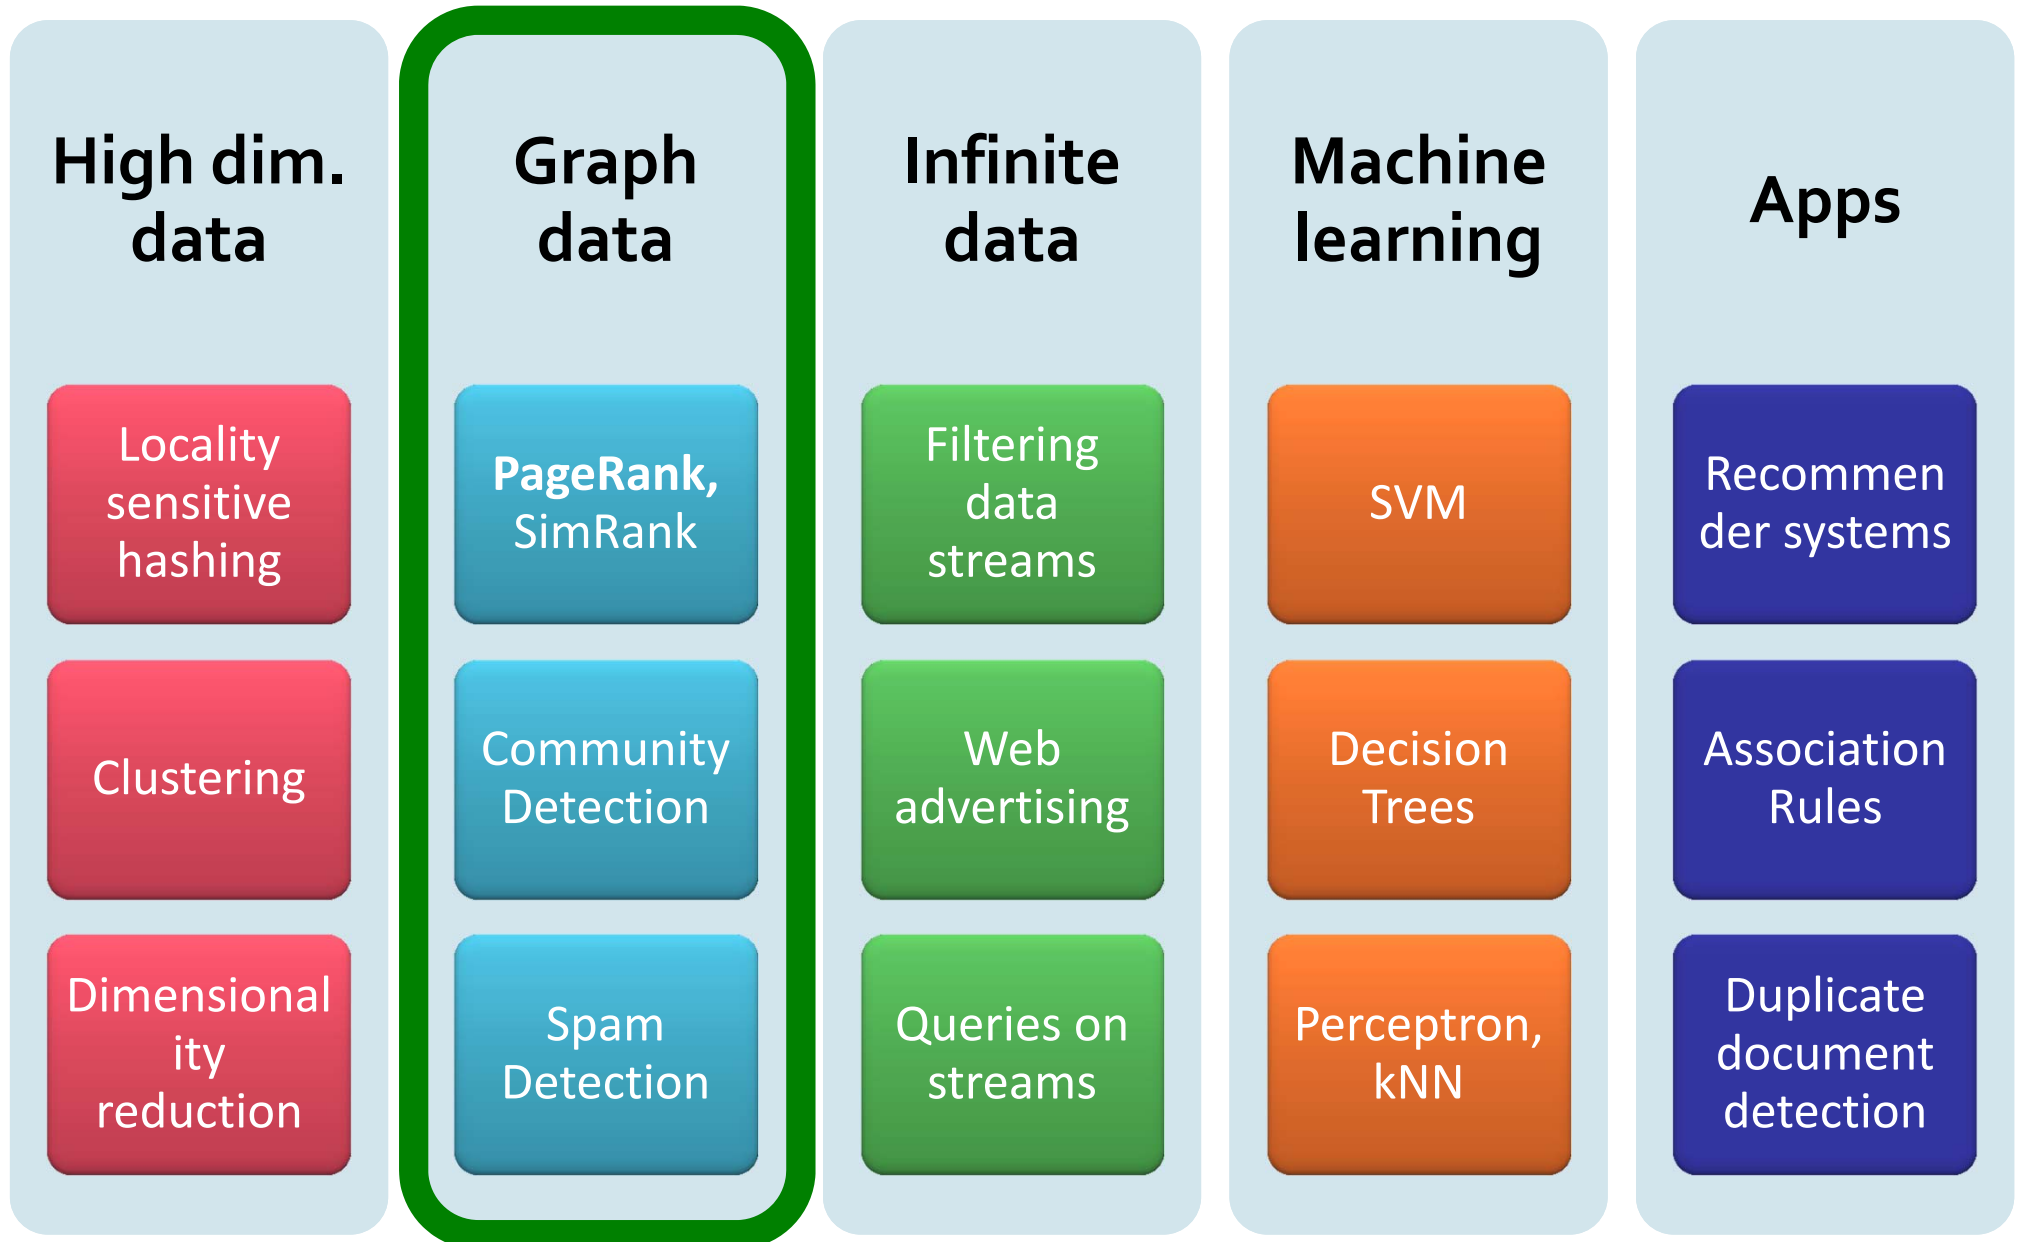 High dim.
data
Locality
sensitive
hashing
Clustering
Dimensional
ity
reduction
Graph
data
PageRank,
SimRank
Community
Detection
Spam
Detection
Infinite
data
Filtering
data
streams
Web
advertising
Queries on
streams
Machine
learning
SVM
Decision
Trees
Perceptron,
kNN
Apps
Recommen
der systems
Association
Rules
Duplicate
document
detection